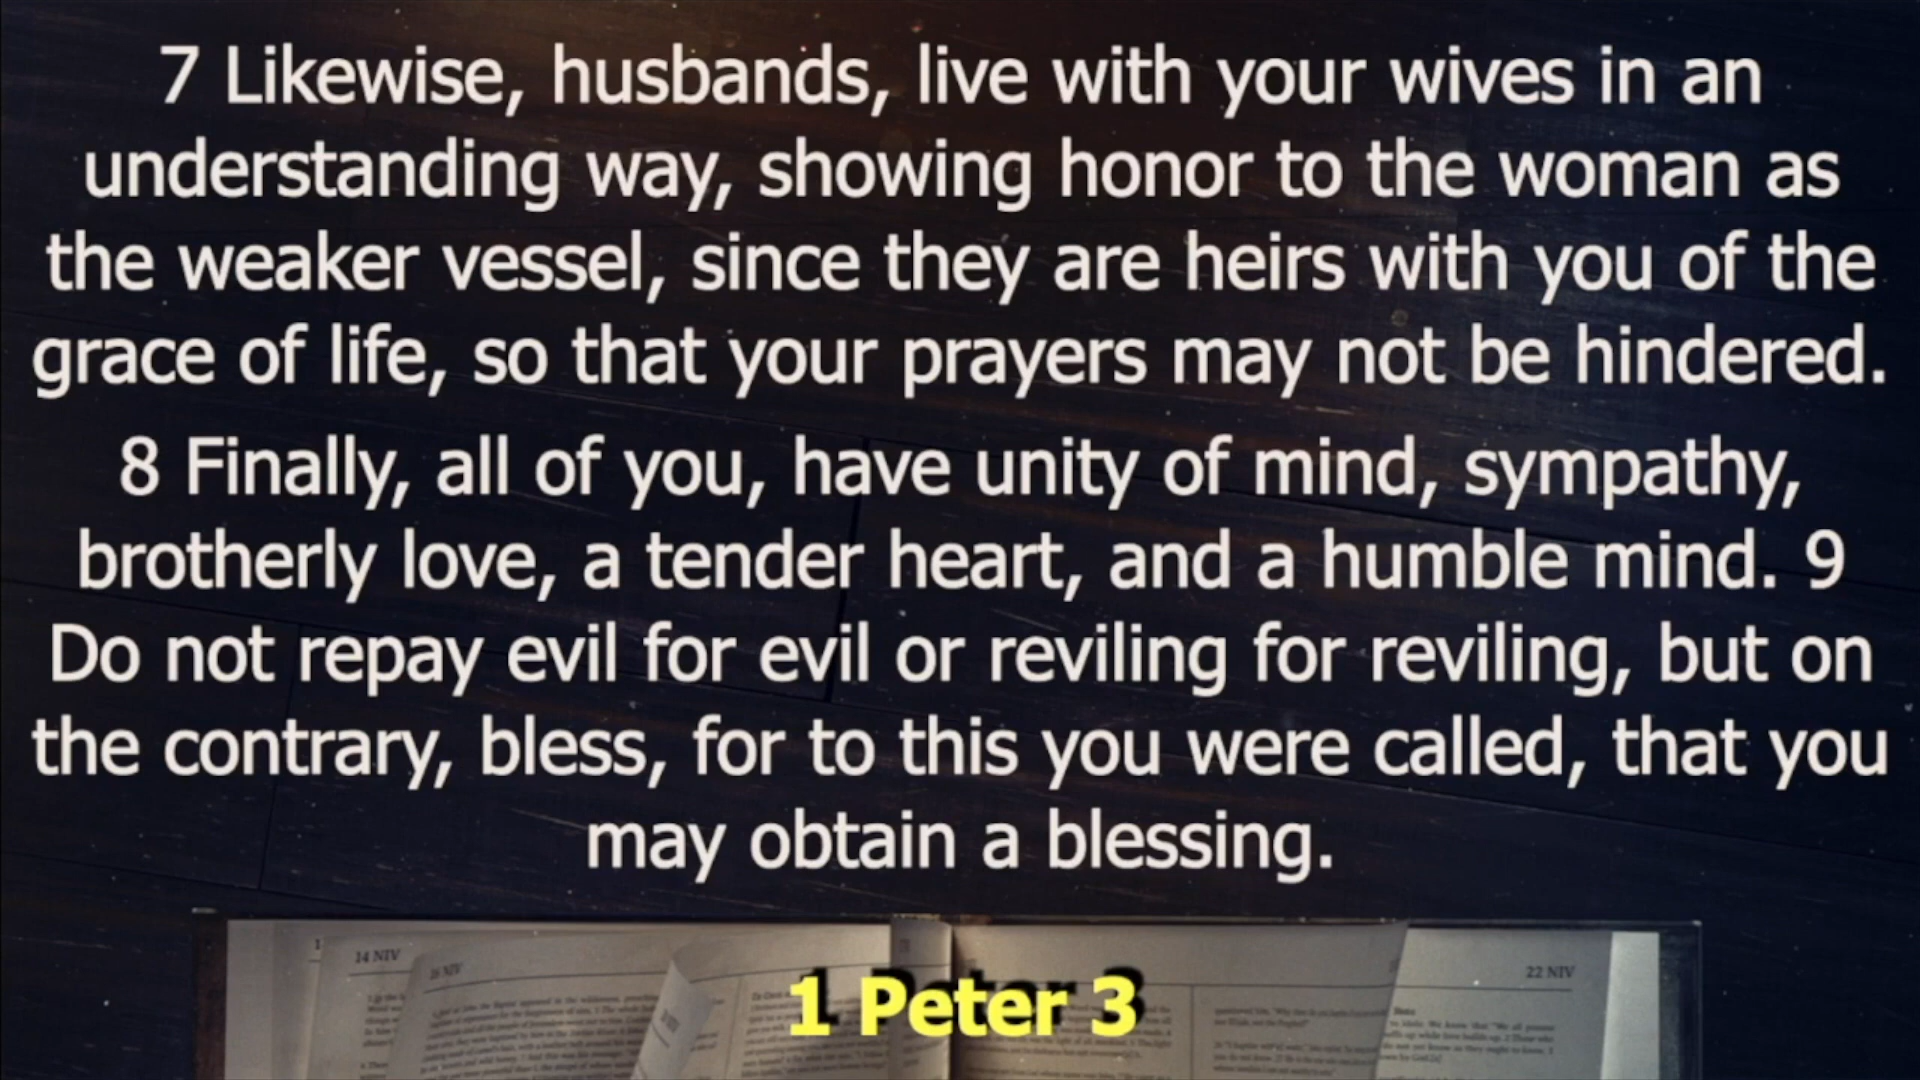 7 Likewise, husbands, live with your wives in an
understanding way, showing honor to the woman as
the weaker vessel, since they are heirs with you of the
grace of life, so that your prayers may not be hindered.
8 Finally, all of you, have unity of mind, sympathy,
brotherly love, a tender heart, and a humble mind. 9
Do not repay evil for evil or reviling for reviling, but on
the contrary, bless, for to this you were called, that you
may obtain a blessing.
14 NIV
22 NIV
1 Peter 3